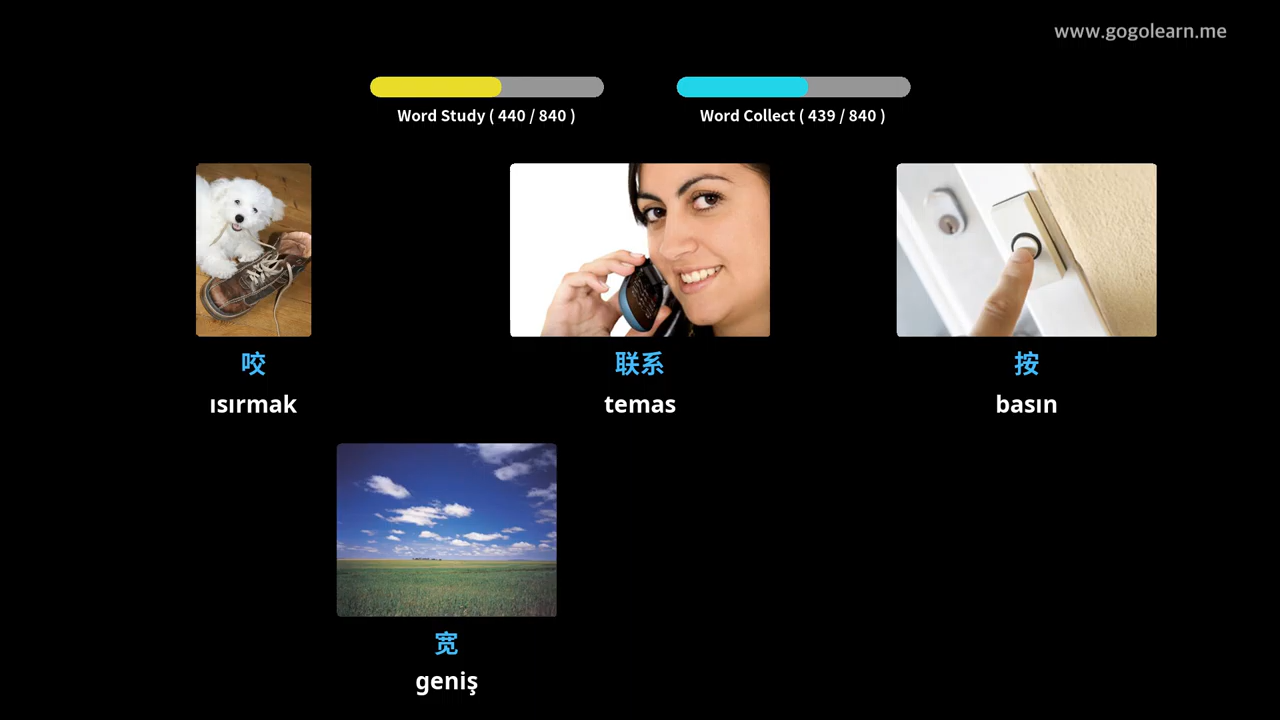 www.gogolearn.me
Word Study ( 440 / 840 )
Word Collect ( 439 / 840 )
咬
ısırmak
联系
temas
按
basın
宽
geniş